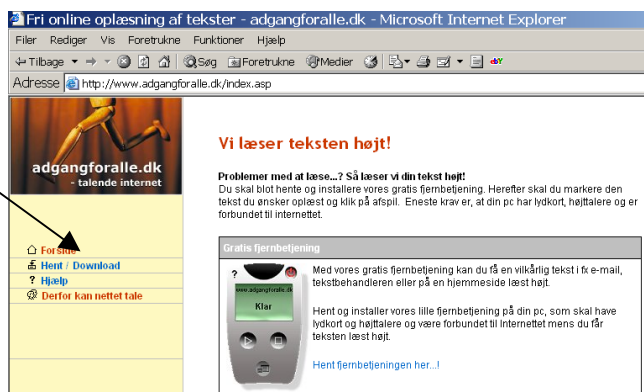 Fri online oplæsning af tekster - adgangforalle.dk - Microsoft Internet Explorer
Filer Rediger Vis Foretrukne Funktioner Hjælp
Tilbage Søg Foretrukne Medier
Adresse http://www.adgangforalle.dk/index.asp
adgangforalle.dk
- talende internet
Forside
Hent / Download
? Hjælp
Derfor kan nettet tale
Vi læser teksten højt!
Problemer med at læse...? Så læser vi din tekst højt!
Du skal blot hente og installere vores gratis fjernbetjening. Herefter skal du markere den
tekst du ønsker oplæst og klik på afspil. Eneste krav er, at din pc har lydkort, højttalere og er
forbundet til internettet.
Gratis fjernbetjening
?
www.adgangforalle.dk
Klar
Med vores gratis fjernbetjening kan du få en vilkårlig tekst i fx e-mail,
tekstbehandleren eller på en hjemmeside læst højt.
Hent og installer vores lille fjernbetjening på din pc, som skal have
lydkort og højttalere og være forbundet til Internettet mens du får
teksten læst højt.
Hent fjernbetjeningen her...!